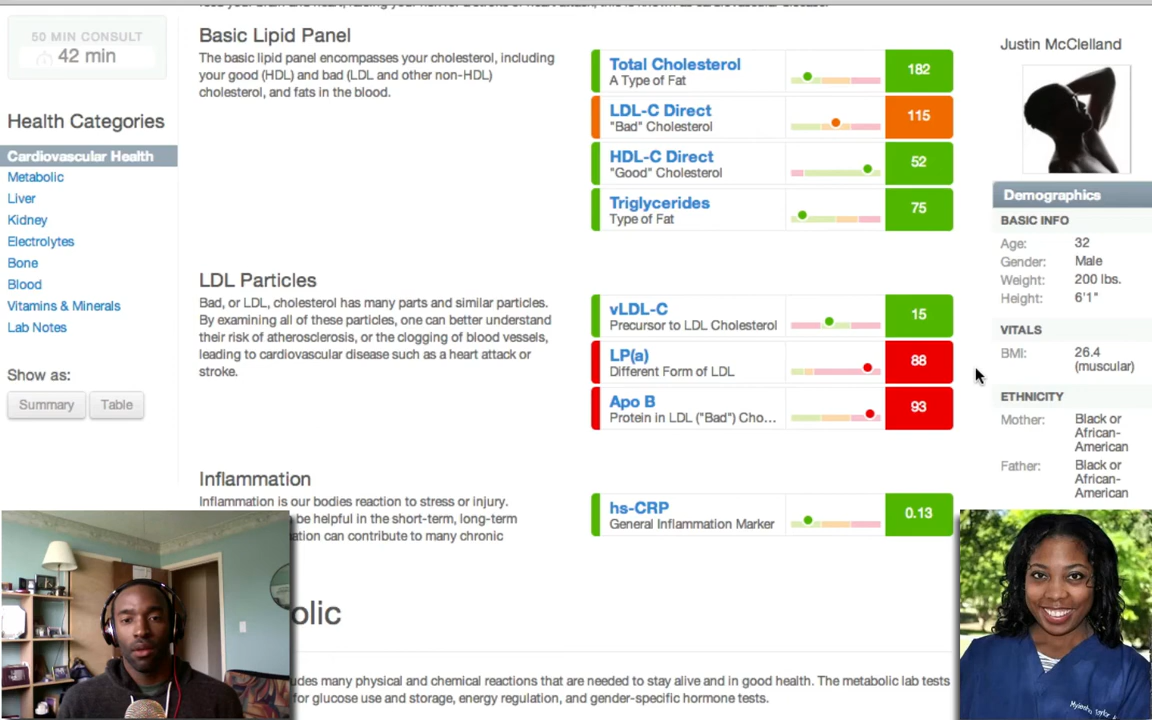 50 MIN CONSULT
42 min
Health Categories
Cardiovascular Health
Metabolic
Liver
Kidney
Electrolytes
Bone
Blood
Vitamins & Minerals
Lab Notes
Show as:
Summary
Table
Basic Lipid Panel
The basic lipid panel encompasses your cholesterol, including
your good (HDL) and bad (LDL and other non-HDL)
cholesterol, and fats in the blood.
Total Cholesterol
A Type of Fat
182
LDL-C Direct
"Bad" Cholesterol
115
HDL-C Direct
"Good" Cholesterol
52
Triglycerides
Type of Fat
75
LDL Particles
Bad, or LDL, cholesterol has many parts and similar particles.
By examining all of these particles, one can better understand
their risk of atherosclerosis, or the clogging of blood vessels,
leading to cardiovascular disease such as a heart attack or
stroke.
vLDL-C
Precursor to LDL Cholesterol
15
LP(a)
Different Form of LDL
88
Apo B
Protein in LDL ("Bad") Cho...
93
Inflammation
Inflammation is our bodies reaction to stress or injury.
be helpful in the short-term, long-term
ation can contribute to many chronic
hs-CRP
General Inflammation Marker
0.13
olic
udes many physical and chemical reactions that are needed to stay alive and in good health. The metabolic lab tests
for glucose use and storage, energy regulation, and gender-specific hormone tests.
Justin McClelland
Demographics
BASIC INFO
Age: 32
Gender: Male
Weight: 200 lbs.
Height: 6'1"
VITALS
BMI: 26.4
(muscular)
ETHNICITY
Mother: Black or
African-
American
Father: Black or
African-
American